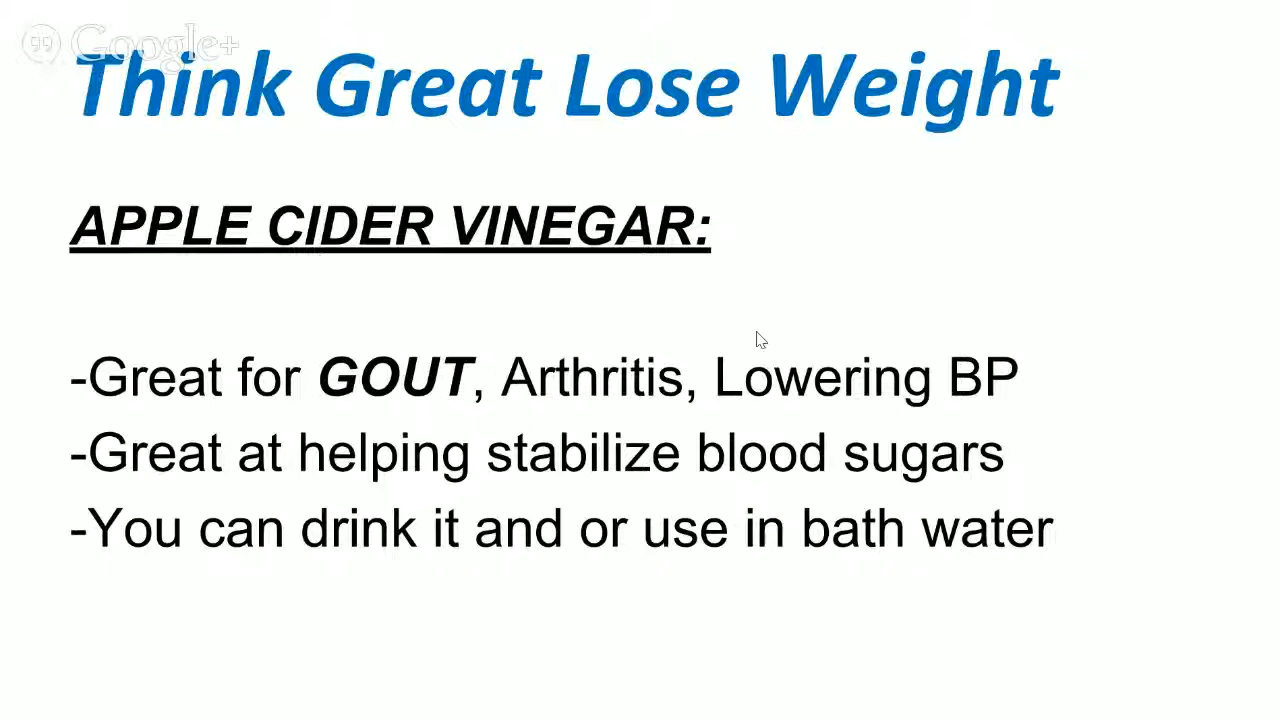 Google+
Think Great Lose Weight
APPLE CIDER VINEGAR:
-Great for GOUT, Arthritis, Lowering BP
-Great at helping stabilize blood sugars
-You can drink it and or use in bath water